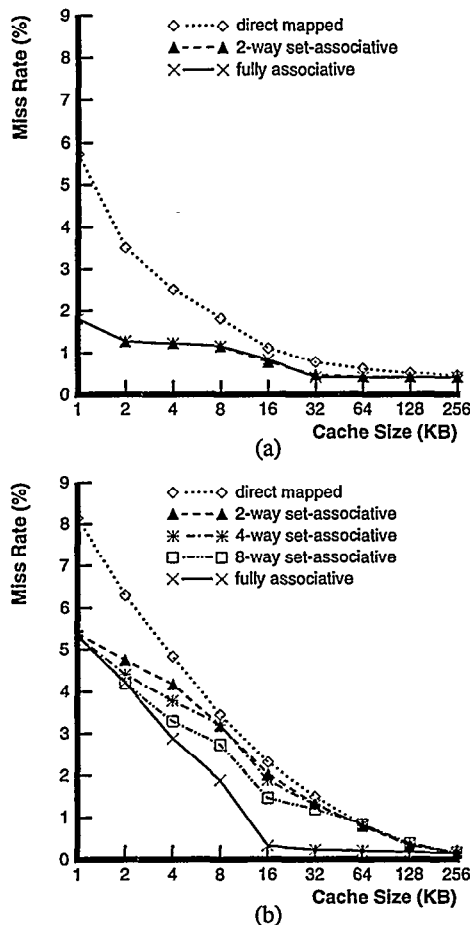 Miss Rate (%)
9
8
7
6
5
4
3
2
1
0
direct mapped
2-way set-associative
fully associative
1 2 4 8 16 32 64 128 256
Cache Size (KB)
(a)
Miss Rate (%)
9
8
7
6
5
4
3
2
1
0
direct mapped
2-way set-associative
4-way set-associative
8-way set-associative
fully associative
1 2 4 8 16 32 64 128 256
Cache Size (KB)
(b)